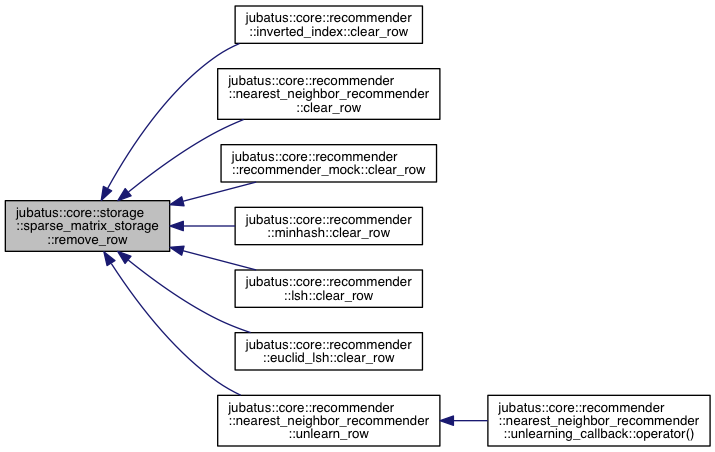 jubatus::core::recommender
::inverted_index::clear_row
jubatus::core::recommender
::nearest_neighbor_recommender
::clear_row
jubatus::core::recommender
::recommender_mock::clear_row
jubatus::core::storage
::sparse_matrix_storage
::remove_row
jubatus::core::recommender
::minhash::clear_row
jubatus::core::recommender
::lsh::clear_row
jubatus::core::recommender
::euclid_lsh::clear_row
jubatus::core::recommender
::nearest_neighbor_recommender
::unlearn_row
jubatus::core::recommender
::nearest_neighbor_recommender
::unlearning_callback::operator()